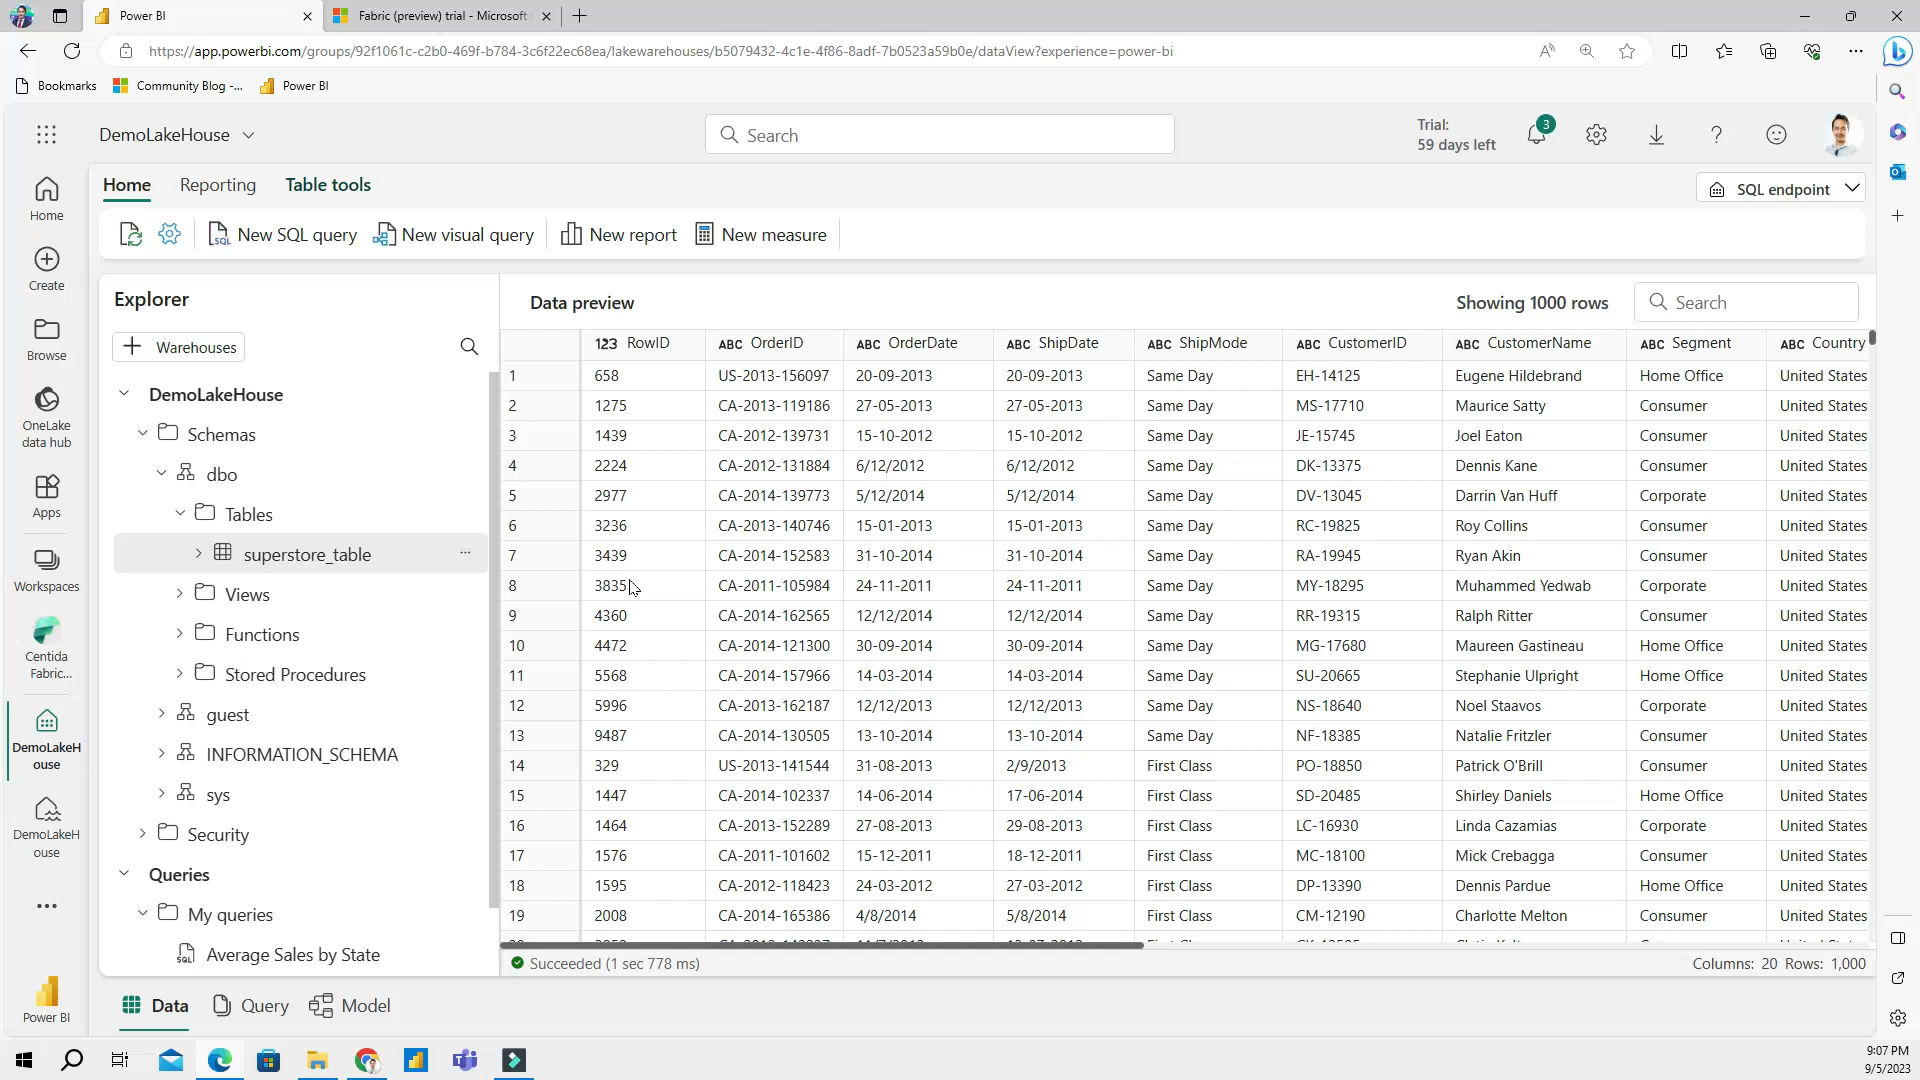 Power BI
Fabric (preview) trial - Microsoft
https://app.powerbi.com/groups/92f1061c-c2b0-469f-b784-3c6f22ec68ea/lakewarehouses/b5079432-4c1e-4f86-8adf-7b0523a59b0e/dataView?experience=power-bi
Bookmarks Community Blog -... Power BI
DemoLakeHouse Search Trial: 59 days left 3
Home Reporting Table tools SQL endpoint
New SQL query New visual query New report New measure
Home
Create
Browse
OneLake
data hub
Apps
Workspaces
Centida
Fabric...
DemoLakeH
ouse
DemoLakeH
ouse
Power BI
Explorer
Warehouses
DemoLakeHouse
Schemas
dbo
Tables
superstore_table
Views
Functions
Stored Procedures
guest
INFORMATION_SCHEMA
sys
Security
Queries
My queries
Average Sales by State
Data preview Showing 1000 rows Search
123 RowID ABC OrderID ABC OrderDate ABC ShipDate ABC ShipMode ABC CustomerID ABC CustomerName ABC Segment ABC Country
1 658 US-2013-156097 20-09-2013 20-09-2013 Same Day EH-14125 Eugene Hildebrand Home Office United States
2 1275 CA-2013-119186 27-05-2013 27-05-2013 Same Day MS-17710 Maurice Satty Consumer United States
3 1439 CA-2012-139731 15-10-2012 15-10-2012 Same Day JE-15745 Joel Eaton Consumer United States
4 2224 CA-2012-131884 6/12/2012 6/12/2012 Same Day DK-13375 Dennis Kane Consumer United States
5 2977 CA-2014-139773 5/12/2014 5/12/2014 Same Day DV-13045 Darrin Van Huff Corporate United States
6 3236 CA-2013-140746 15-01-2013 15-01-2013 Same Day RC-19825 Roy Collins Consumer United States
7 3439 CA-2014-152583 31-10-2014 31-10-2014 Same Day RA-19945 Ryan Akin Consumer United States
8 3835 CA-2011-105984 24-11-2011 24-11-2011 Same Day MY-18295 Muhammed Yedwab Corporate United States
9 4360 CA-2014-162565 12/12/2014 12/12/2014 Same Day RR-19315 Ralph Ritter Consumer United States
10 4472 CA-2014-121300 30-09-2014 30-09-2014 Same Day MG-17680 Maureen Gastineau Home Office United States
11 5568 CA-2014-157966 14-03-2014 14-03-2014 Same Day SU-20665 Stephanie Ulpright Home Office United States
12 5996 CA-2013-162187 12/12/2013 12/12/2013 Same Day NS-18640 Noel Staavos Corporate United States
13 9487 CA-2014-130505 13-10-2014 13-10-2014 Same Day NF-18385 Natalie Fritzler Consumer United States
14 329 US-2013-141544 31-08-2013 2/9/2013 First Class PO-18850 Patrick O'Brill Consumer United States
15 1447 CA-2014-102337 14-06-2014 17-06-2014 First Class SD-20485 Shirley Daniels Home Office United States
16 1464 CA-2013-152289 27-08-2013 29-08-2013 First Class LC-16930 Linda Cazamias Corporate United States
17 1576 CA-2011-101602 15-12-2011 18-12-2011 First Class MC-18100 Mick Crebagga Consumer United States
18 1595 CA-2012-118423 24-03-2012 27-03-2012 First Class DP-13390 Dennis Pardue Home Office United States
19 2008 CA-2014-165386 4/8/2014 5/8/2014 First Class CM-12190 Charlotte Melton Consumer United States
Succeeded (1 sec 778 ms) Columns: 20 Rows: 1,000
Data Query Model
9:07 PM
9/5/2023